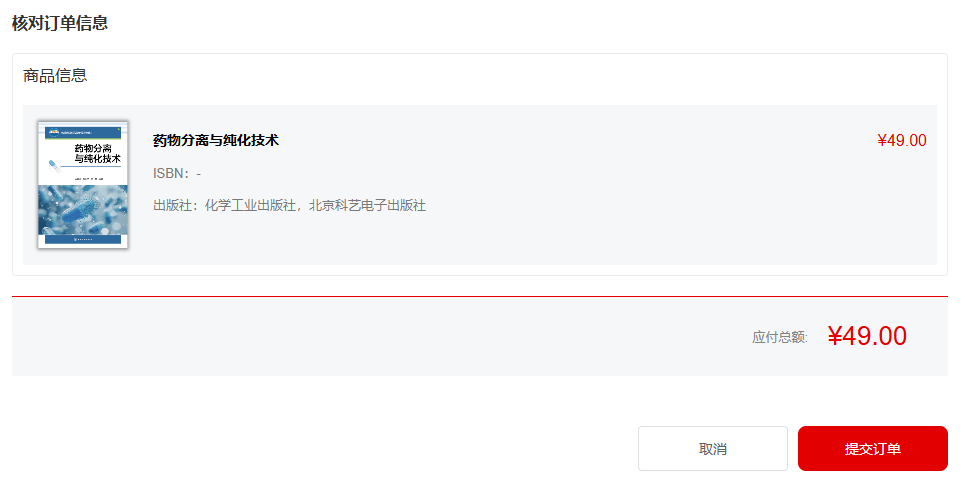 核对订单信息
商品信息
药物分离
与纯化技术
药物分离与纯化技术
¥49.00
ISBN：-
出版社：化学工业出版社，北京科艺电子出版社
应付总额:
¥49.00
取消
提交订单